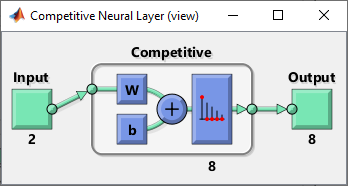 Competitive Neural Layer (view)
Competitive
Input
Output
W
b
+
2
8
8